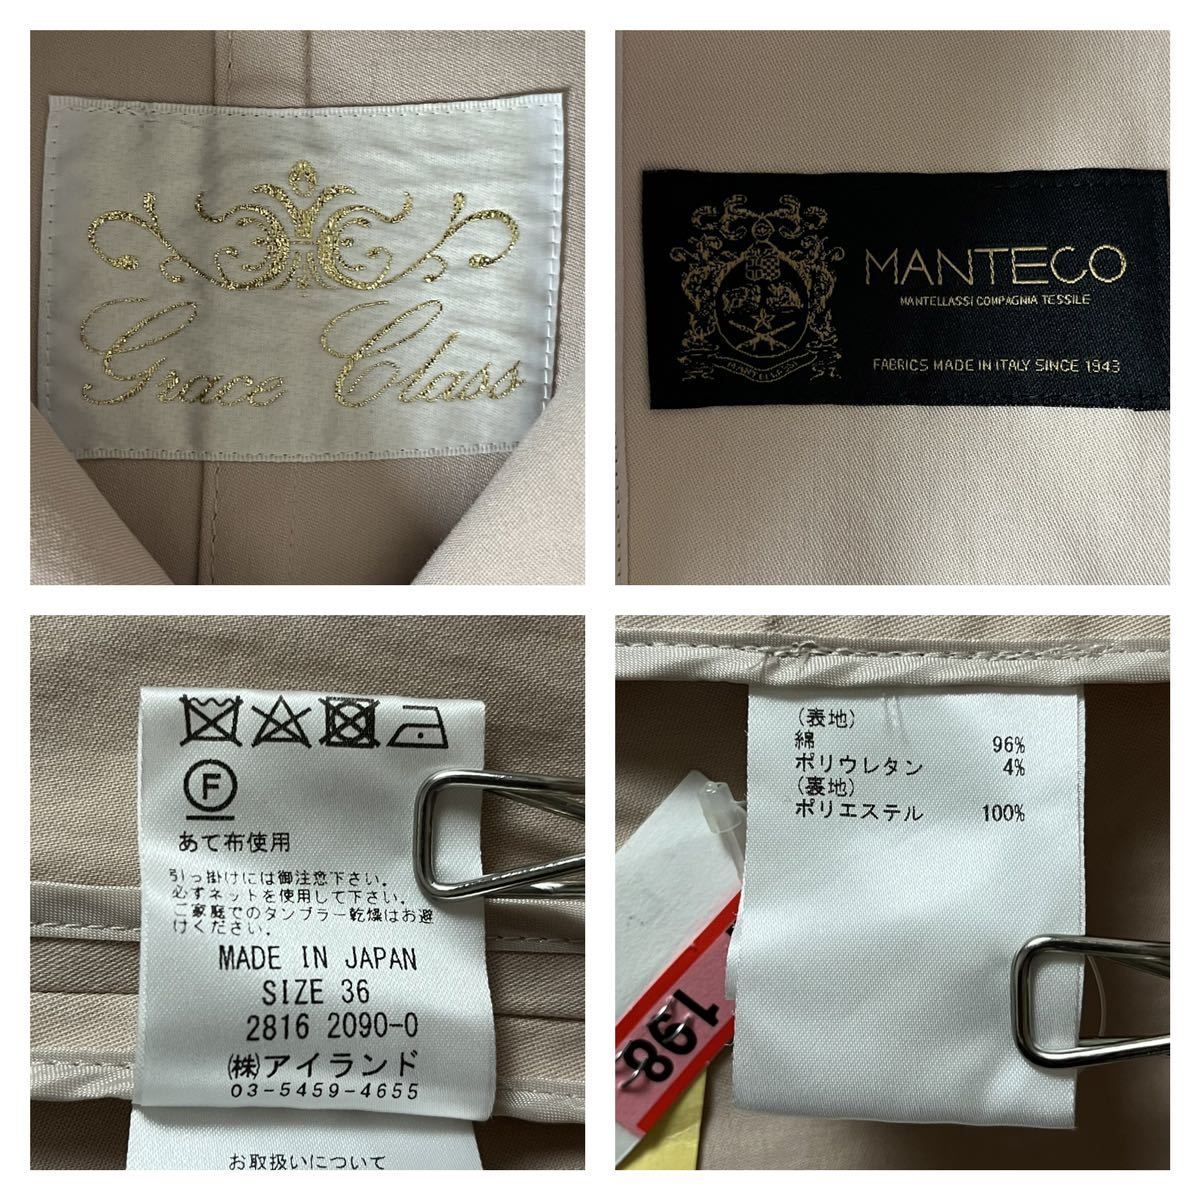 Grace Class
MANTECO
MANTELLASSI COMPAGNIA TESSILE
MANTELLASSI
FABRICS MADE IN ITALY SINCE 1943
F
あて布使用
引っ掛けには御注意下さい。
必ずネットを使用して下さい。
ご家庭でのタンブラー乾燥はお避
けください。
MADE IN JAPAN
SIZE 36
2816 2090-0
㈱アイランド
03-5459-4655
お取扱いについて
(表地)
綿 96%
ポリウレタン 4%
(裏地)
ポリエステル 100%
198